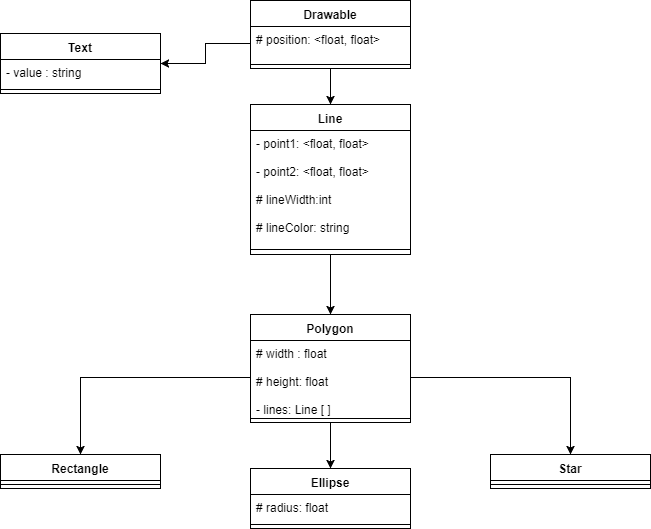 Drawable
# position: <float, float>
Text
- value : string
Line
- point1: <float, float>
- point2: <float, float>
# lineWidth:int
# lineColor: string
Polygon
# width : float
# height: float
- lines: Line [ ]
Rectangle
Ellipse
# radius: float
Star